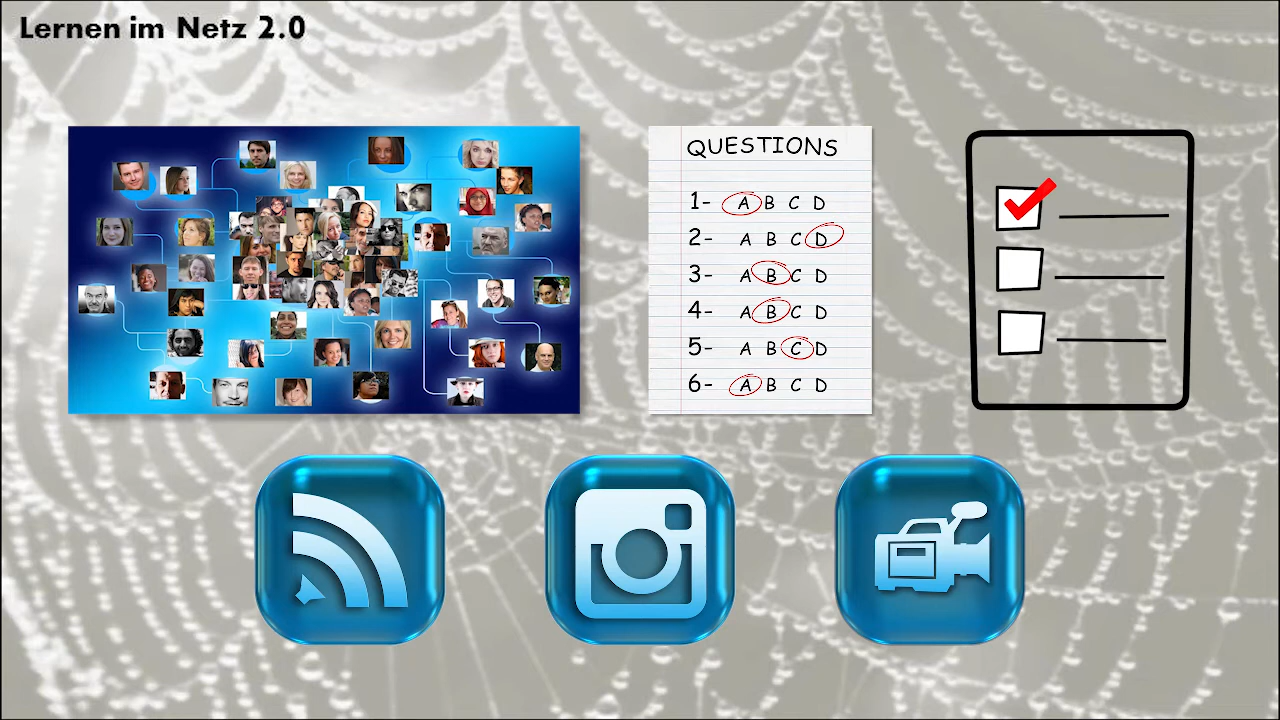 Lernen im Netz 2.0
QUESTIONS
1- A B C D
2- A B C D
3- A B C D
4- A B C D
5- A B C D
6- A B C D